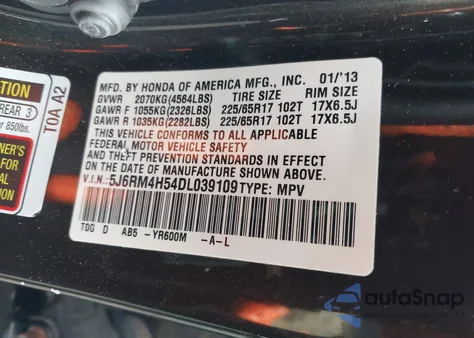 MFD. BY HONDA OF AMERICA MFG., INC. 01/'13
GVWR 2070KG(4564LBS) TIRE SIZE RIM SIZE
GAWR F 1055KG(2326LBS) 225/65R17 102T 17X6.5J
GAWR R 1035KG(2282LBS) 225/65R17 102T 17X6.5J
THIS VEHICLE CONFORMS TO ALL APPLICABLE
FEDERAL MOTOR VEHICLE SAFETY
AND THEFT PREVENTION STANDARDS IN EFFECT
ON THE DATE OF MANUFACTURE SHOWN ABOVE.
V.I.N.: 5J6RM4H54DL039109 TYPE: MPV
TOG D AB5 -YR600M -A-L
TOA A2
REAR 3
850lbs.
autoSnap